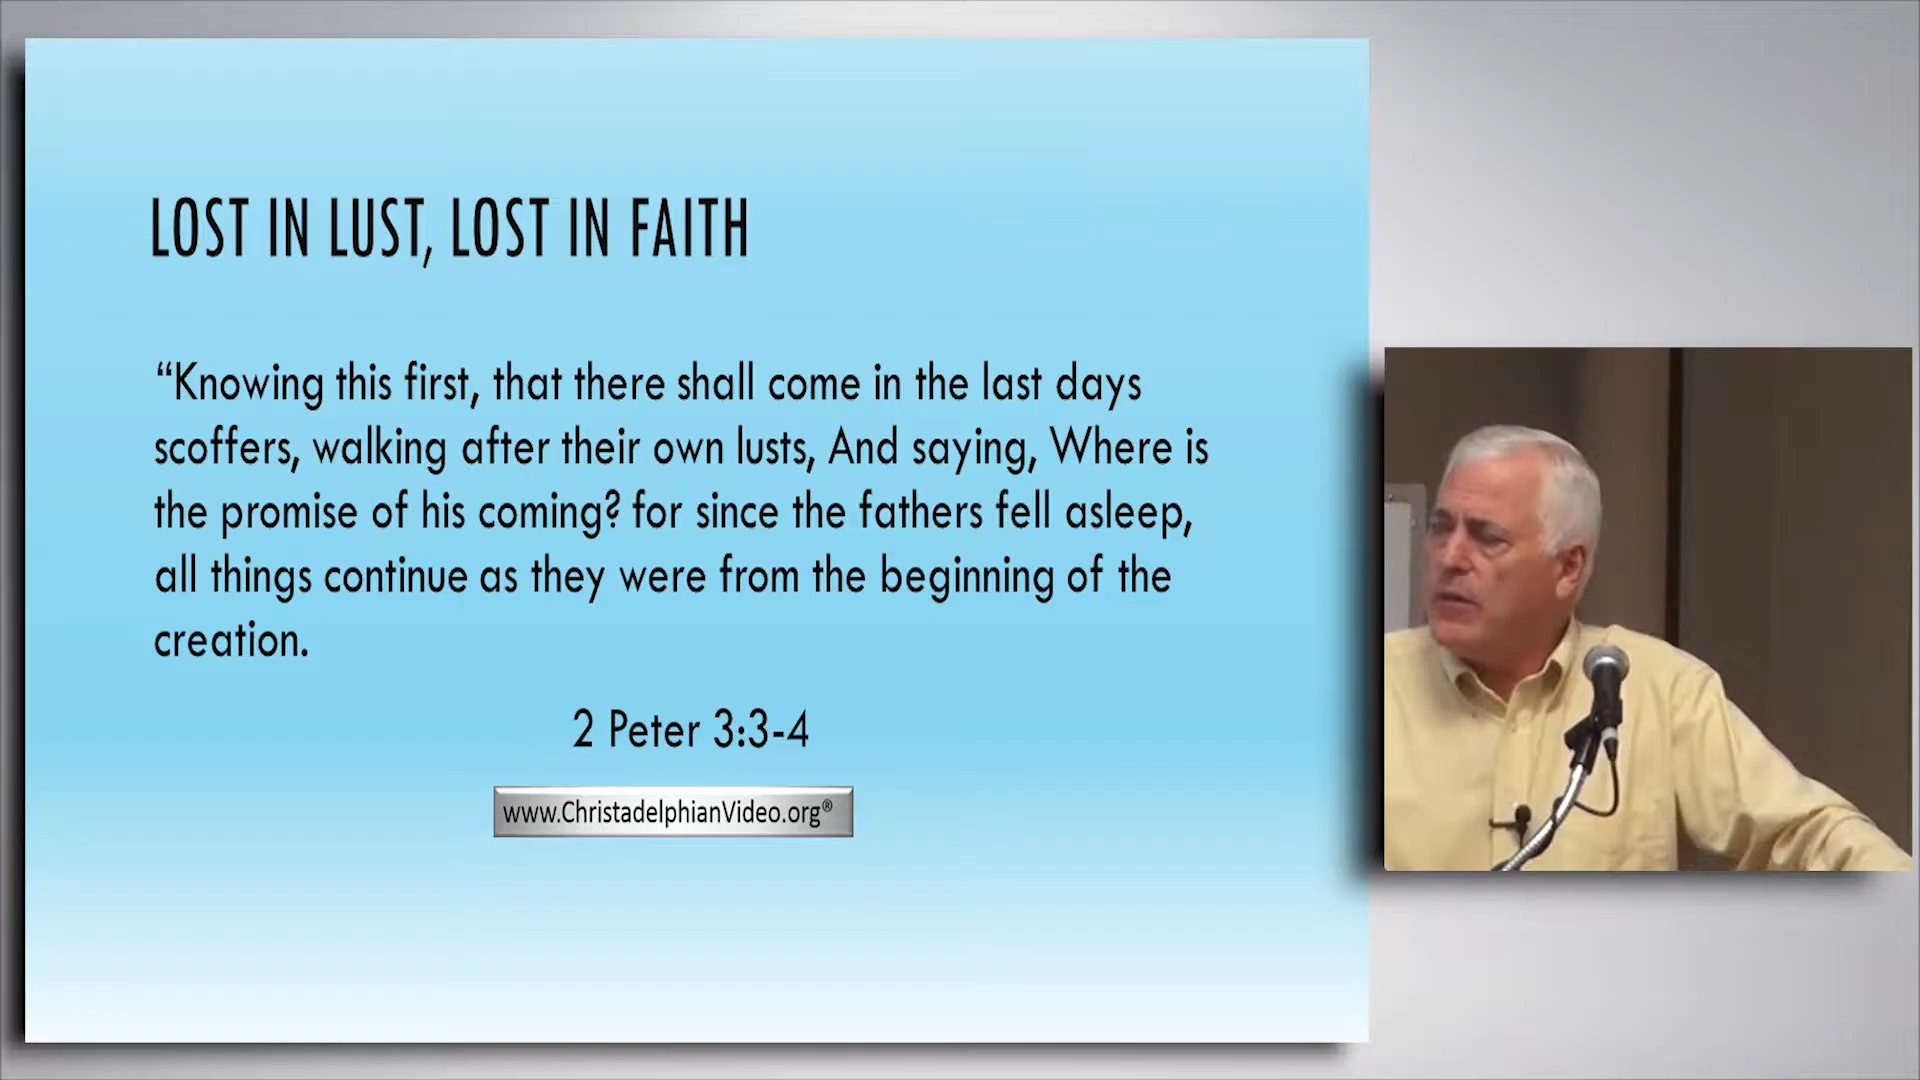 LOST IN LUST, LOST IN FAITH
“Knowing this first, that there shall come in the last days
scoffers, walking after their own lusts, And saying, Where is
the promise of his coming? for since the fathers fell asleep,
all things continue as they were from the beginning of the
creation.
2 Peter 3:3-4
www.ChristadelphianVideo.org®